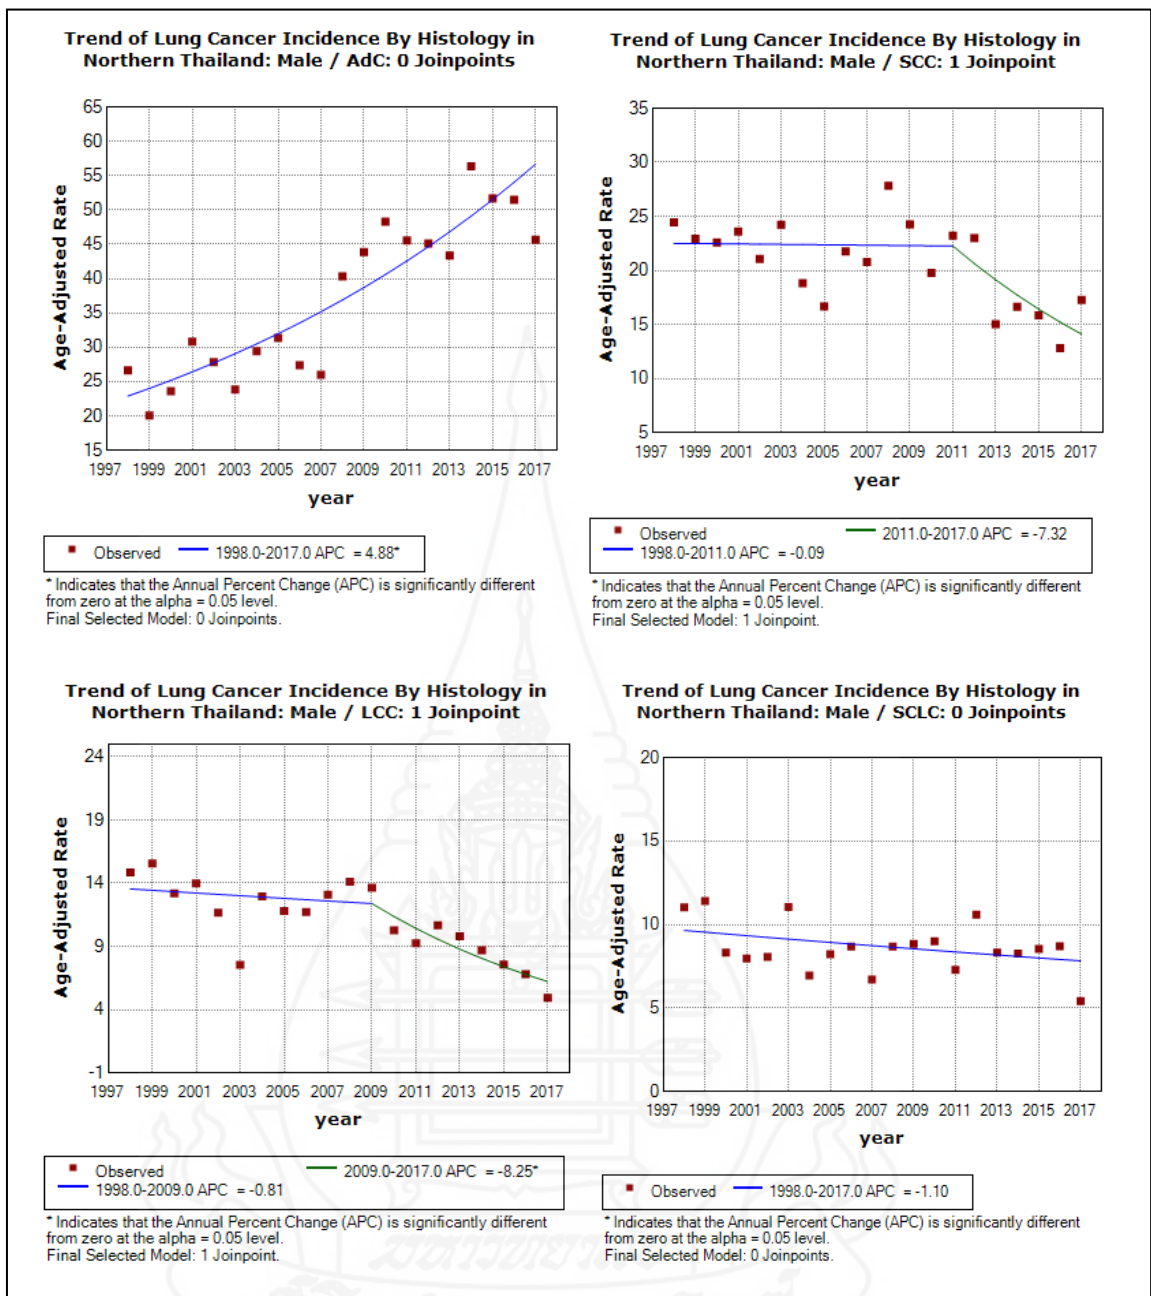 Trend of Lung Cancer Incidence By Histology in
Northern Thailand: Male / AdC: 0 Joinpoints
65
60
55
50
45
40
35
30
25
20
15
Age-Adjusted Rate
1997 1999 2001 2003 2005 2007 2009 2011 2013 2015 2017
year
Observed 1998.0-2017.0 APC = 4.88*
* Indicates that the Annual Percent Change (APC) is significantly different
from zero at the alpha = 0.05 level.
Final Selected Model: 0 Joinpoints.
Trend of Lung Cancer Incidence By Histology in
Northern Thailand: Male / SCC: 1 Joinpoint
35
30
25
20
15
10
5
Age-Adjusted Rate
1997 1999 2001 2003 2005 2007 2009 2011 2013 2015 2017
year
Observed 2011.0-2017.0 APC = -7.32
1998.0-2011.0 APC = -0.09
* Indicates that the Annual Percent Change (APC) is significantly different
from zero at the alpha = 0.05 level.
Final Selected Model: 1 Joinpoint.
Trend of Lung Cancer Incidence By Histology in
Northern Thailand: Male / LCC: 1 Joinpoint
24
19
14
9
4
-1
Age-Adjusted Rate
1997 1999 2001 2003 2005 2007 2009 2011 2013 2015 2017
year
Observed 2009.0-2017.0 APC = -8.25*
1998.0-2009.0 APC = -0.81
* Indicates that the Annual Percent Change (APC) is significantly different
from zero at the alpha = 0.05 level.
Final Selected Model: 1 Joinpoint.
Trend of Lung Cancer Incidence By Histology in
Northern Thailand: Male / SCLC: 0 Joinpoints
20
15
10
5
0
Age-Adjusted Rate
1997 1999 2001 2003 2005 2007 2009 2011 2013 2015 2017
year
Observed 1998.0-2017.0 APC = -1.10
* Indicates that the Annual Percent Change (APC) is significantly different
from zero at the alpha = 0.05 level.
Final Selected Model: 0 Joinpoints.